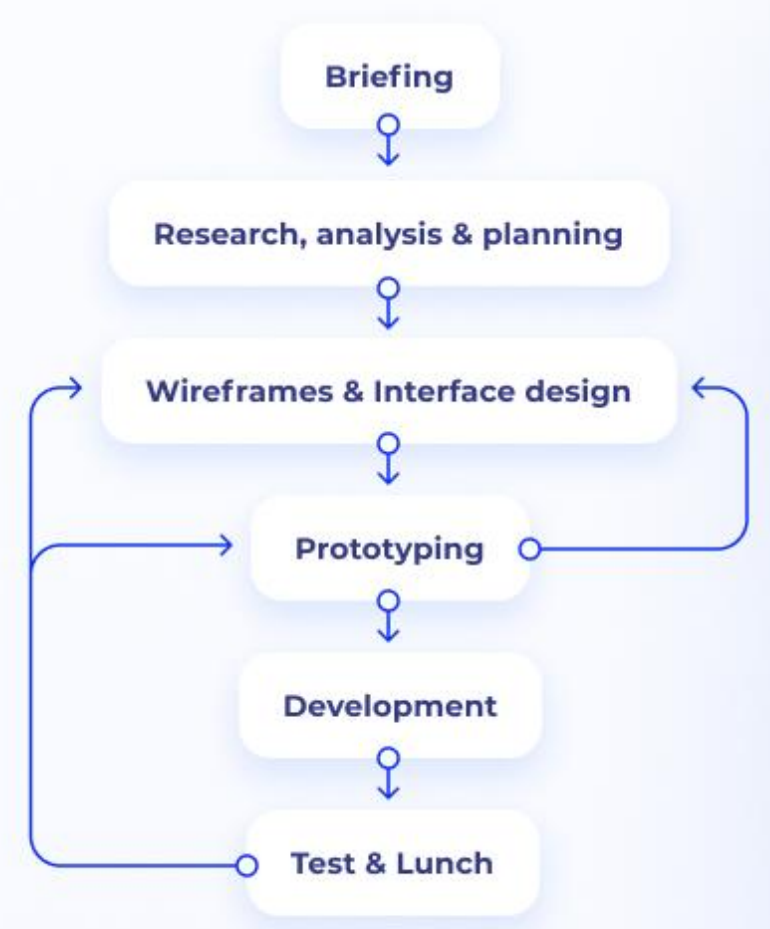 Briefing
Research, analysis & planning
Wireframes & Interface design
Prototyping
Development
Test & Lunch